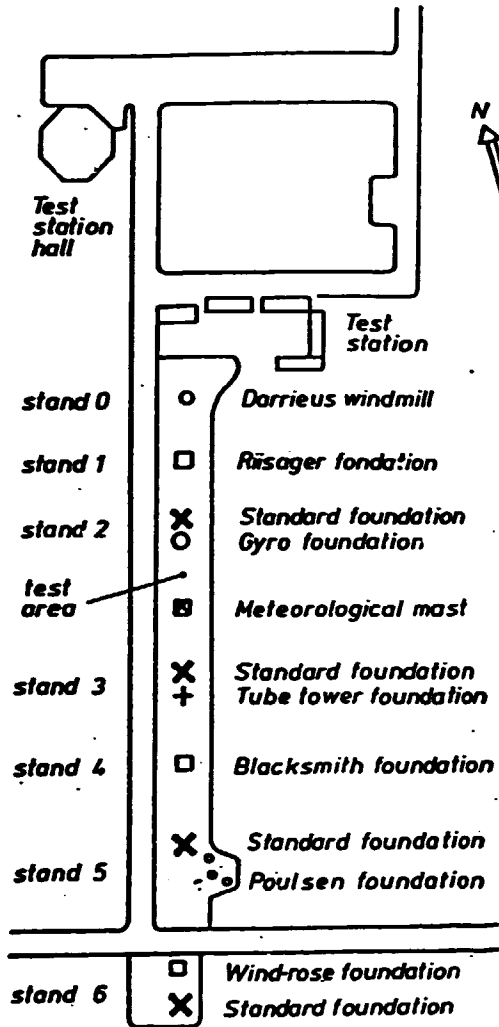 N
Test
station
hall
Test
station
stand 0
Darrieus windmill
stand 1
Riisager fondation
stand 2
Standard foundation
Gyro foundation
test
area
Meteorological mast
stand 3
Standard foundation
Tube tower foundation
stand 4
Blacksmith foundation
Standard foundation
stand 5
Poulsen foundation
Wind-rose foundation
stand 6
Standard foundation